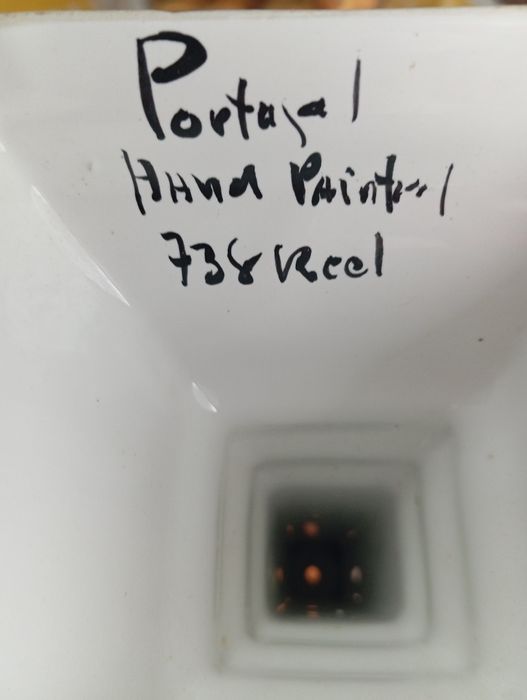 Portugal
Hand Painted
738 Reel